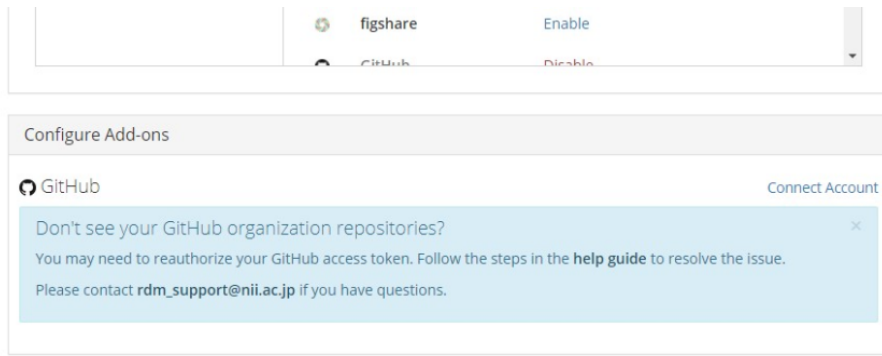 figshare Enable
GitHub Disable
Configure Add-ons
GitHub Connect Account
Don't see your GitHub organization repositories? ×
You may need to reauthorize your GitHub access token. Follow the steps in the help guide to resolve the issue.
Please contact rdm_support@nii.ac.jp if you have questions.